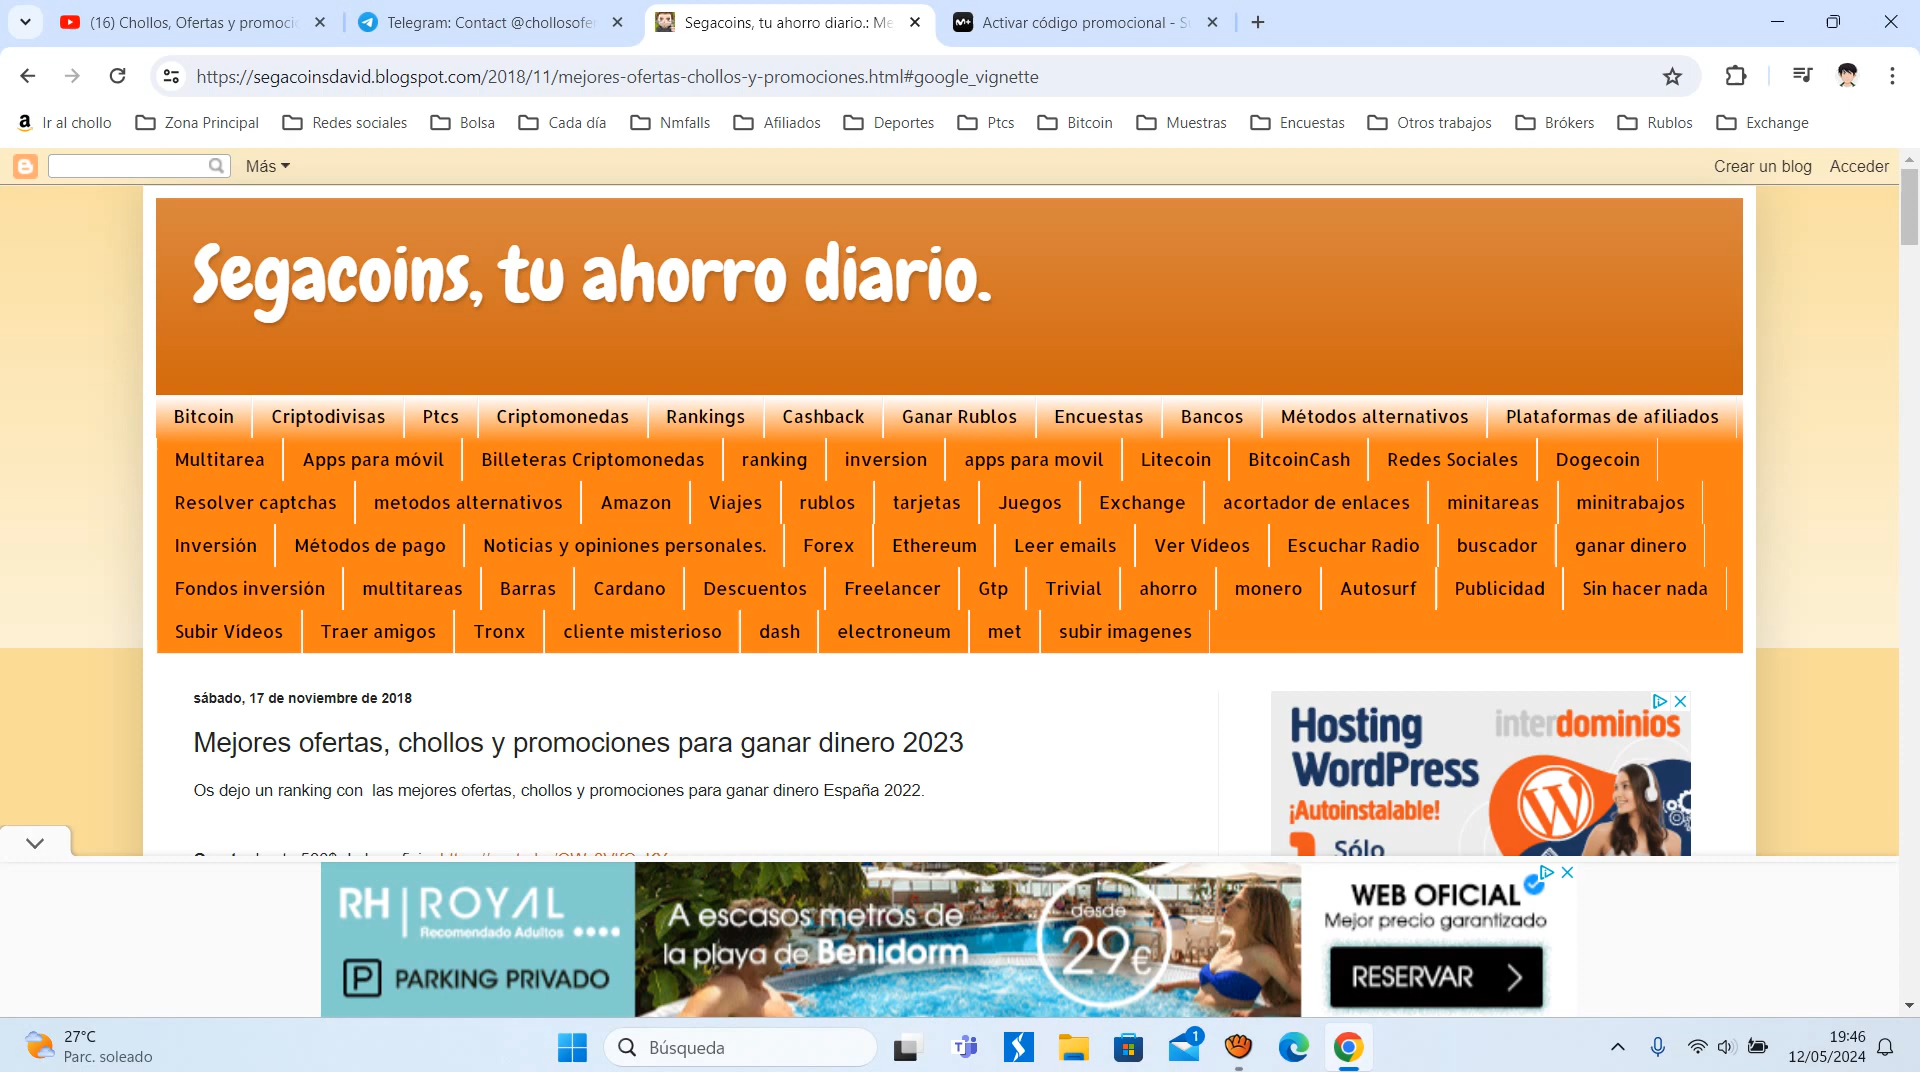 (16) Chollos, Ofertas y promocio
Telegram: Contact @chollosofer
Segacoins, tu ahorro diario.: Me
Activar código promocional - S
https://segacoinsdavid.blogspot.com/2018/11/mejores-ofertas-chollos-y-promociones.html#google_vignette
Ir al chollo Zona Principal Redes sociales Bolsa Cada día Nmfalls Afiliados Deportes Ptcs Bitcoin Muestras Encuestas Otros trabajos Brókers Rublos Exchange
Más Crear un blog Acceder
Segacoins, tu ahorro diario.
Bitcoin Criptodivisas Ptcs Criptomonedas Rankings Cashback Ganar Rublos Encuestas Bancos Métodos alternativos Plataformas de afiliados
Multitarea Apps para móvil Billeteras Criptomonedas ranking inversion apps para movil Litecoin BitcoinCash Redes Sociales Dogecoin
Resolver captchas metodos alternativos Amazon Viajes rublos tarjetas Juegos Exchange acortador de enlaces minitareas minitrabajos
Inversión Métodos de pago Noticias y opiniones personales. Forex Ethereum Leer emails Ver Vídeos Escuchar Radio buscador ganar dinero
Fondos inversión multitareas Barras Cardano Descuentos Freelancer Gtp Trivial ahorro monero Autosurf Publicidad Sin hacer nada
Subir Vídeos Traer amigos Tronx cliente misterioso dash electroneum met subir imagenes
sábado, 17 de noviembre de 2018
Mejores ofertas, chollos y promociones para ganar dinero 2023
Os dejo un ranking con las mejores ofertas, chollos y promociones para ganar dinero España 2022.
Hosting
WordPress
¡Autoinstalable!
Sólo
interdominios
RH ROYAL
Recomendado Adultos
P PARKING PRIVADO
A escasos metros de
la playa de Benidorm
desde
29€
WEB OFICIAL
Mejor precio garantizado
RESERVAR
27°C
Parc. soleado
Búsqueda
1
19:46
12/05/2024